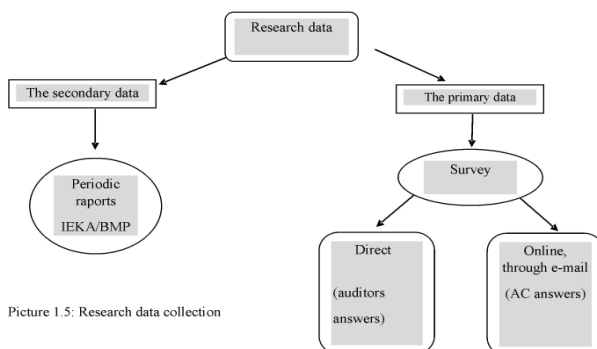 Research data
The secondary data
The primary data
Periodic
raports
IEKA/BMP
Survey
Direct
(auditors
answers)
Online,
through e-mail
(AC answers)
Picture 1.5: Research data collection